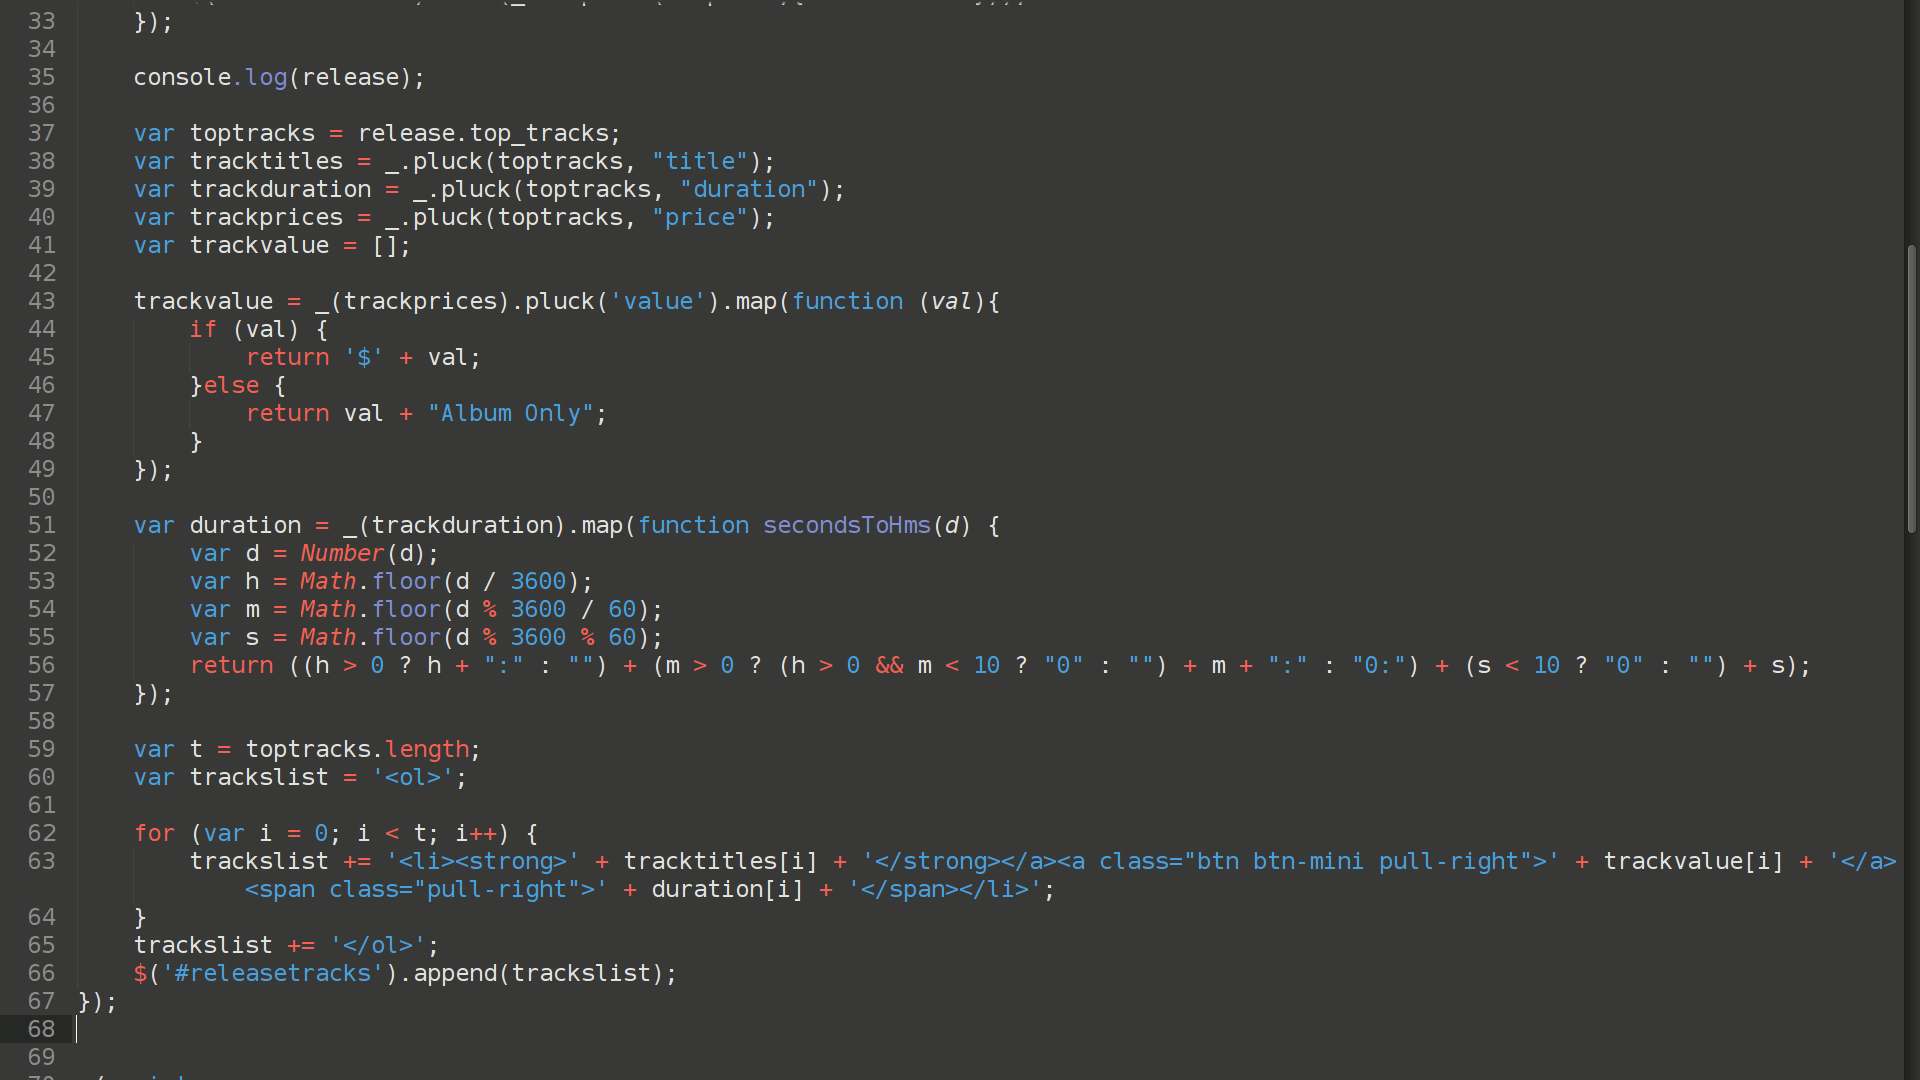 33 });
34
35 console.log(release);
36
37 var toptracks = release.top_tracks;
38 var tracktitles = _.pluck(toptracks, "title");
39 var trackduration = _.pluck(toptracks, "duration");
40 var trackprices = _.pluck(toptracks, "price");
41 var trackvalue = [];
42
43 trackvalue = _(trackprices).pluck('value').map(function (val){
44 if (val) {
45 return '$' + val;
46 }else {
47 return val + "Album Only";
48 }
49 });
50
51 var duration = _(trackduration).map(function secondsToHms(d) {
52 var d = Number(d);
53 var h = Math.floor(d / 3600);
54 var m = Math.floor(d % 3600 / 60);
55 var s = Math.floor(d % 3600 % 60);
56 return ((h > 0 ? h + ":" : "") + (m > 0 ? (h > 0 && m < 10 ? "0" : "") + m + ":" : "0:") + (s < 10 ? "0" : "") + s);
57 });
58
59 var t = toptracks.length;
60 var trackslist = '<ol>';
61
62 for (var i = 0; i < t; i++) {
63 trackslist += '<li><strong>' + tracktitles[i] + '</strong></a><a class="btn btn-mini pull-right">' + trackvalue[i] + '</a>
<span class="pull-right">' + duration[i] + '</span></li>';
64 }
65 trackslist += '</ol>';
66 $('#releasetracks').append(trackslist);
67 });
68
69